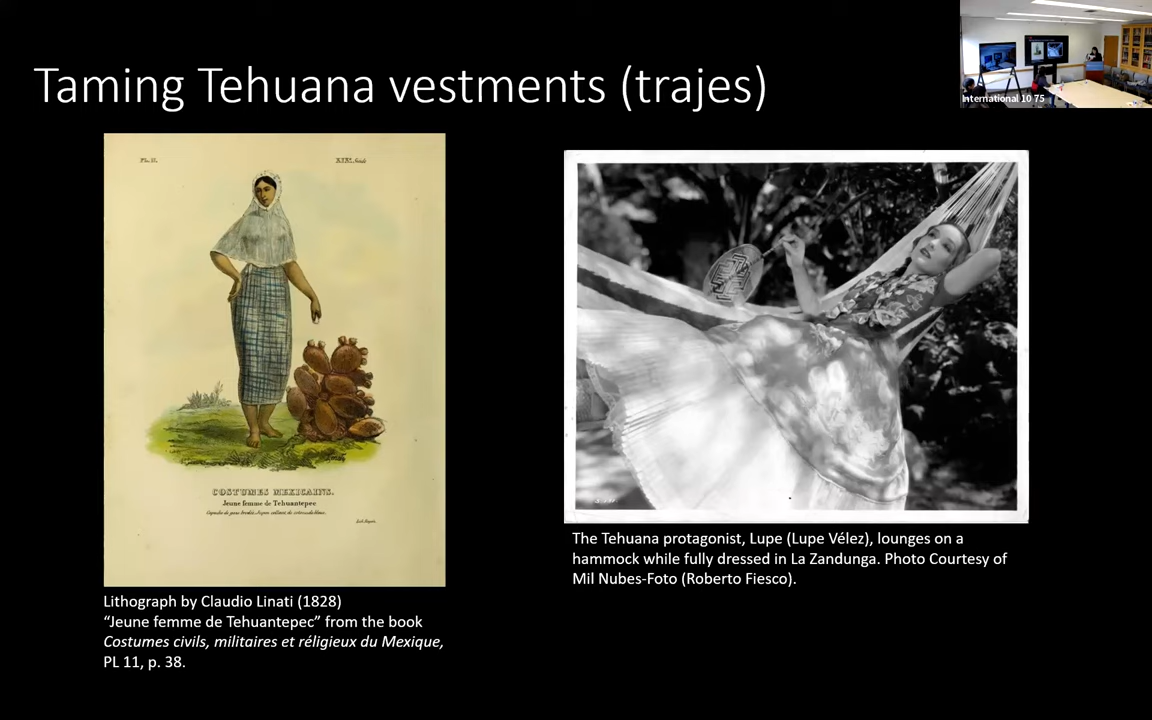 Taming Tehuana vestments (trajes)
International 10 75
COSTUMES MEXICAINS.
Jeune femme de Tehuantepec
Lithograph by Claudio Linati (1828)
“Jeune femme de Tehuantepec” from the book
Costumes civils, militaires et réligieux du Mexique,
PL 11, p. 38.
The Tehuana protagonist, Lupe (Lupe Vélez), lounges on a
hammock while fully dressed in La Zandunga. Photo Courtesy of
Mil Nubes-Foto (Roberto Fiesco).